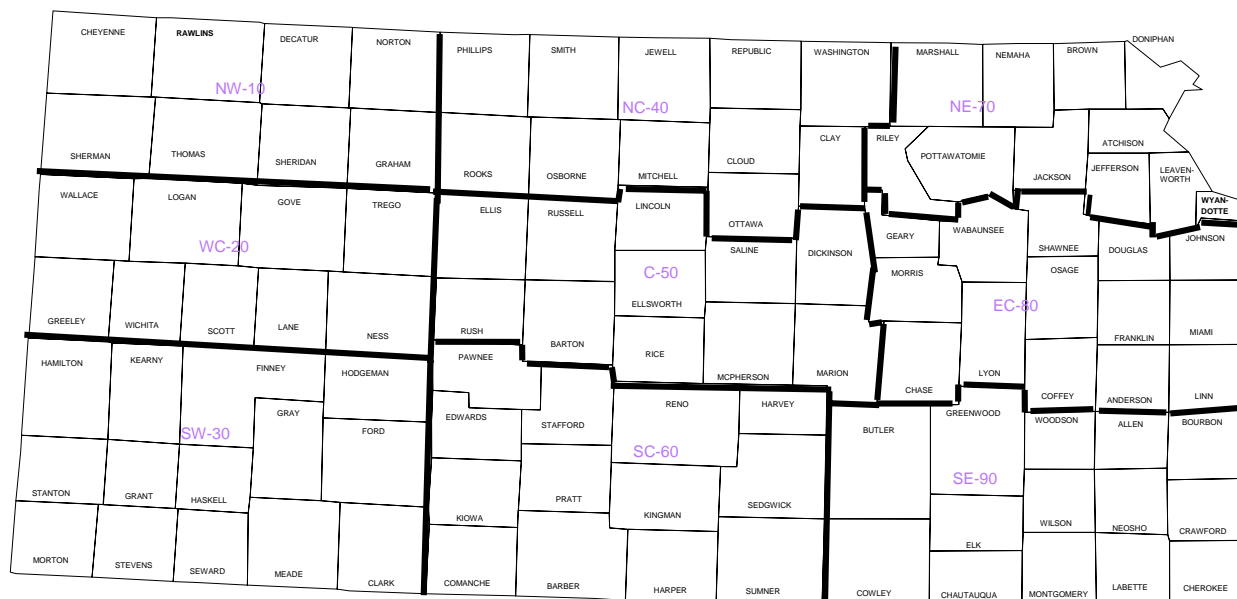 CHEYENNE
RAWLINS
DECATUR
NORTON
PHILLIPS
SMITH
JEWELL
REPUBLIC
WASHINGTON
MARSHALL
NEMAHA
BROWN
DONIPHAN
NW-10
NC-40
NE-70
SHERMAN
THOMAS
SHERIDAN
GRAHAM
ROOKS
OSBORNE
MITCHELL
CLOUD
CLAY
RILEY
POTTAWATOMIE
JACKSON
ATCHISON
JEFFERSON
LEAVEN-
WORTH
WYAN-
DOTTE
WALLACE
LOGAN
GOVE
TREGO
ELLIS
RUSSELL
LINCOLN
OTTAWA
SALINE
DICKINSON
GEARY
WABAUNSEE
SHAWNEE
DOUGLAS
JOHNSON
WC-20
C-50
EC-80
MORRIS
OSAGE
GREELEY
WICHITA
SCOTT
LANE
NESS
RUSH
BARTON
ELLSWORTH
RICE
MCPHERSON
MARION
CHASE
LYON
COFFEY
FRANKLIN
MIAMI
ANDERSON
LINN
HAMILTON
KEARNY
FINNEY
HODGEMAN
PAWNEE
EDWARDS
STAFFORD
RENO
HARVEY
BUTLER
GREENWOOD
WOODSON
ALLEN
BOURBON
GRAY
FORD
SW-30
SC-60
SE-90
STANTON
GRANT
HASKELL
KIOWA
PRATT
KINGMAN
SEDGWICK
ELK
WILSON
NEOSHO
CRAWFORD
MORTON
STEVENS
SEWARD
MEADE
CLARK
COMANCHE
BARBER
HARPER
SUMNER
COWLEY
CHAUTAUQUA
MONTGOMERY
LABETTE
CHEROKEE